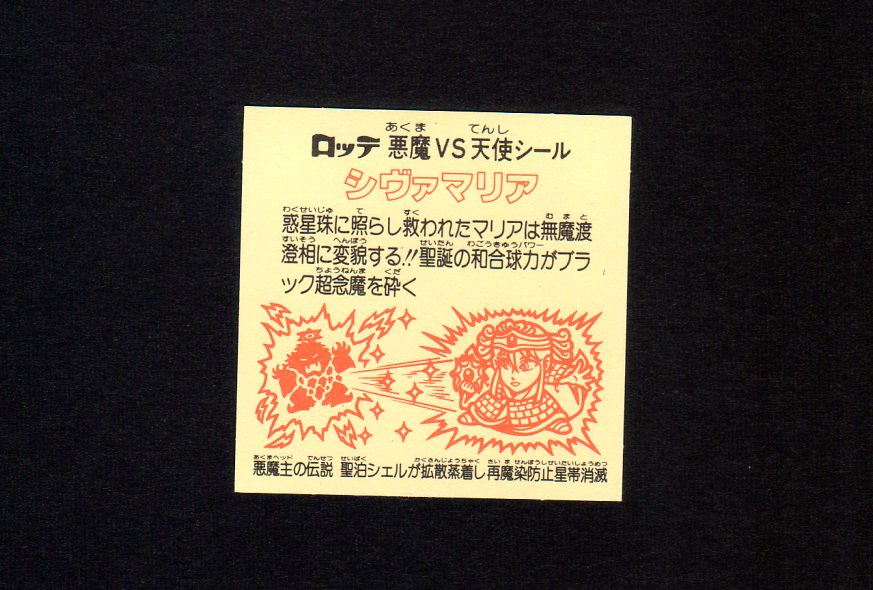 ロッテ 悪魔VS天使シール
シヴァマリア
惑星珠に照らし救われたマリアは無魔渡
澄相に変貌する!!聖誕の和合球力がブラ
ック超念魔を砕く
悪魔主の伝説 聖泊シェルが拡散蒸着し再魔染防止星帯消滅